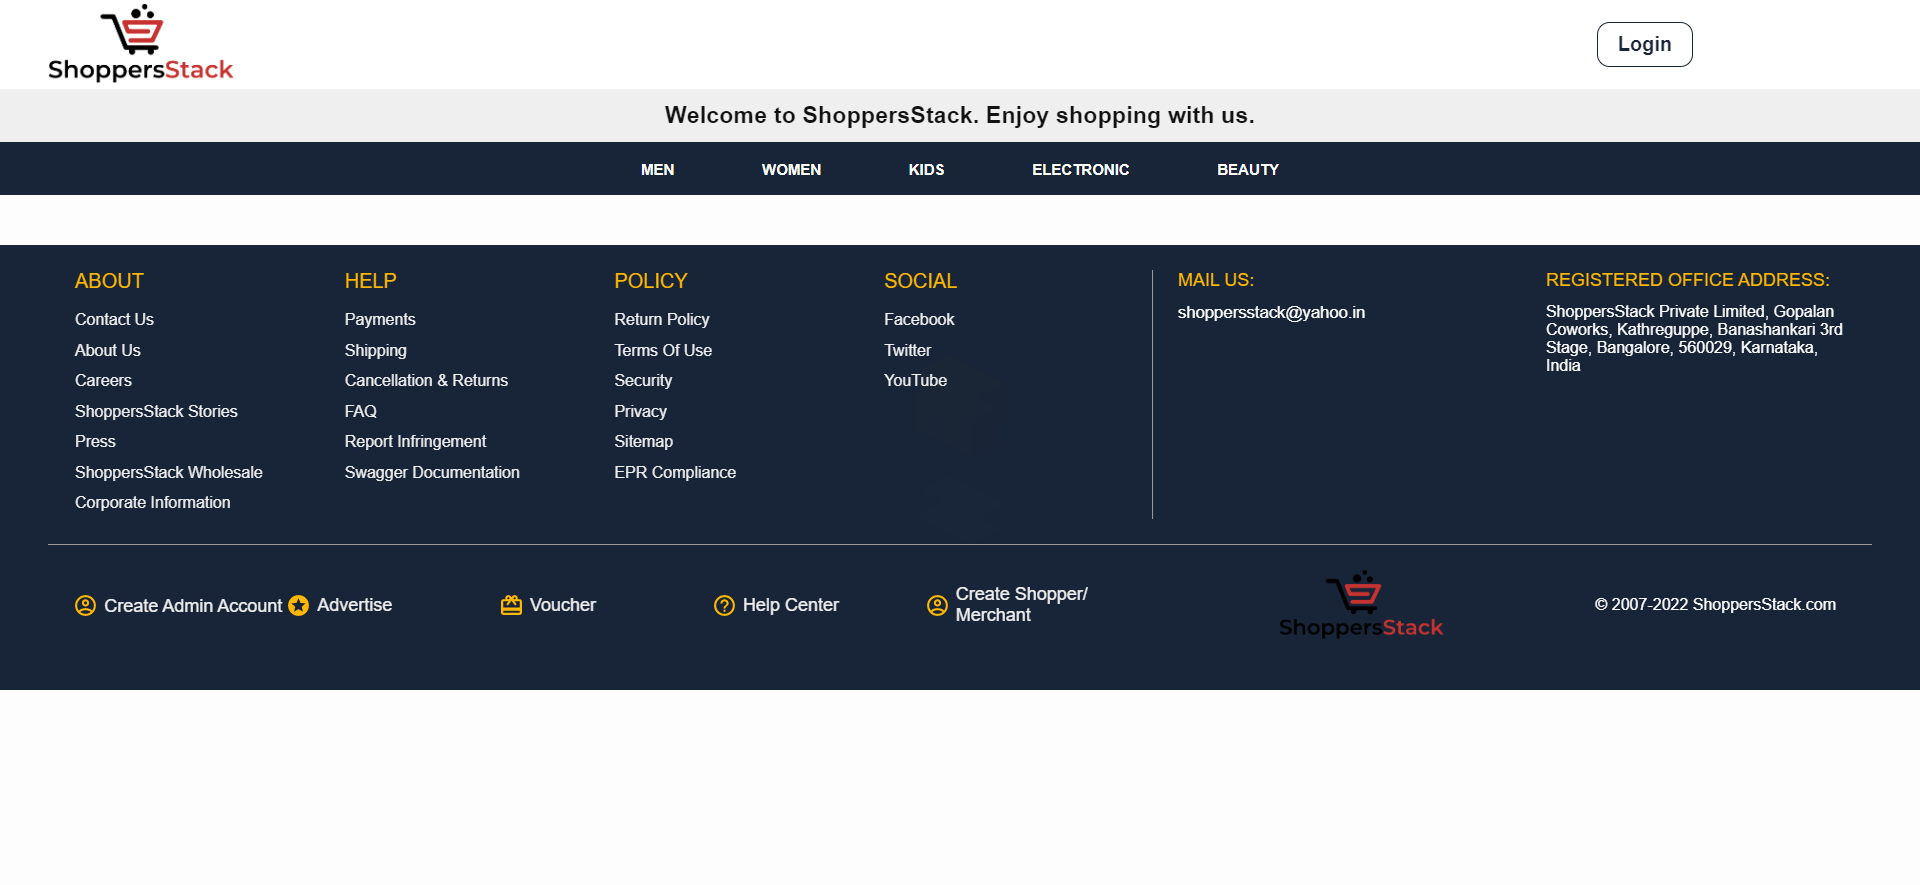 ShoppersStack
Login
Welcome to ShoppersStack. Enjoy shopping with us.
MEN
WOMEN
KIDS
ELECTRONIC
BEAUTY
ABOUT
Contact Us
About Us
Careers
ShoppersStack Stories
Press
ShoppersStack Wholesale
Corporate Information
HELP
Payments
Shipping
Cancellation & Returns
FAQ
Report Infringement
Swagger Documentation
POLICY
Return Policy
Terms Of Use
Security
Privacy
Sitemap
EPR Compliance
SOCIAL
Facebook
Twitter
YouTube
MAIL US:
shoppersstack@yahoo.in
REGISTERED OFFICE ADDRESS:
ShoppersStack Private Limited, Gopalan
Coworks, Kathreguppe, Banashankari 3rd
Stage, Bangalore, 560029, Karnataka,
India
Create Admin Account
Advertise
Voucher
Help Center
Create Shopper/
Merchant
ShoppersStack
© 2007-2022 ShoppersStack.com